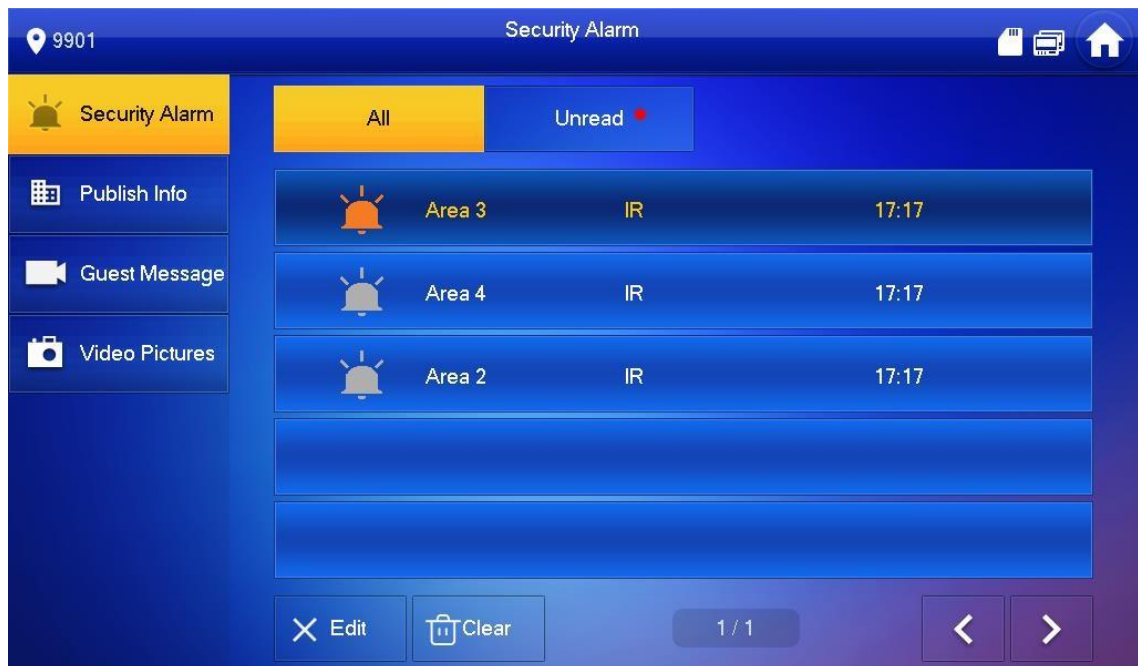 9901 Security Alarm
Security Alarm
Publish Info
Guest Message
Video Pictures
All Unread
Area 3 IR 17:17
Area 4 IR 17:17
Area 2 IR 17:17
Edit Clear 1 / 1